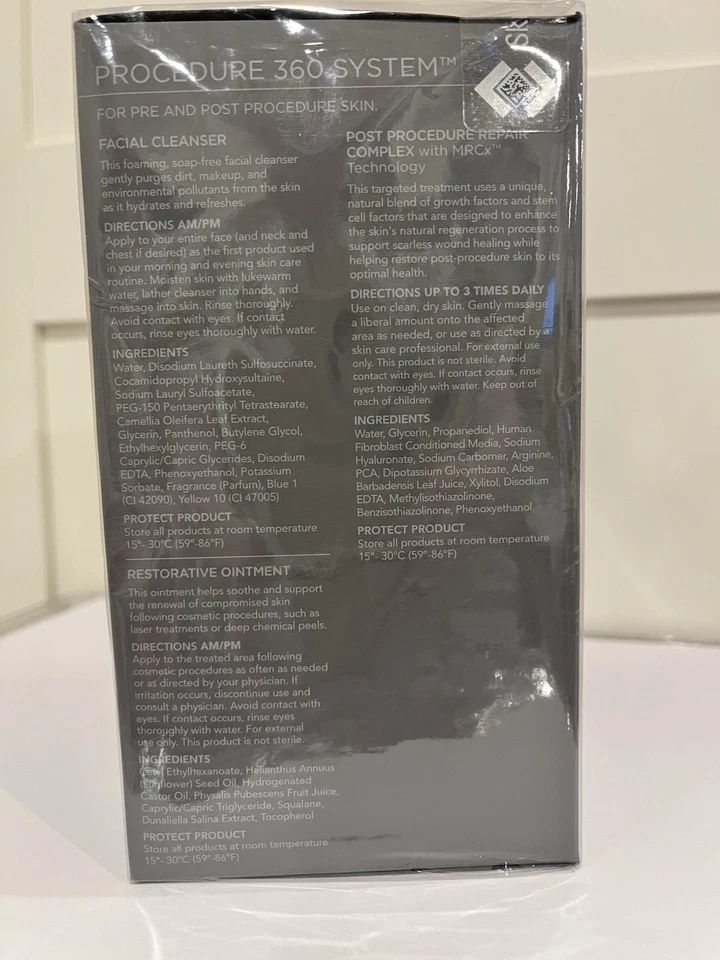 PROCEDURE 360 SYSTEM™
FOR PRE AND POST PROCEDURE SKIN.
FACIAL CLEANSER
This foaming, soap-free facial cleanser
gently purges dirt, makeup, and
environmental pollutants from the skin
as it hydrates and refreshes.
DIRECTIONS AM/PM
Apply to your entire face (and neck and
chest if desired) as the first product used
in your morning and evening skin care
routine. Moisten skin with lukewarm
water, lather cleanser into hands, and
massage into skin. Rinse thoroughly.
Avoid contact with eyes. If contact
occurs, rinse eyes thoroughly with water.
INGREDIENTS
Water, Disodium Laureth Sulfosuccinate,
Cocamidopropyl Hydroxysultaine,
Sodium Lauryl Sulfoacetate,
PEG-150 Pentaerythrityl Tetrastearate,
Camellia Oleifera Leaf Extract,
Glycerin, Panthenol, Butylene Glycol,
Ethylhexylglycerin, PEG-6
Caprylic/Capric Glycerides, Disodium
EDTA, Phenoxyethanol, Potassium
Sorbate, Fragrance (Parfum), Blue 1
(CI 42090), Yellow 10 (CI 47005)
PROTECT PRODUCT
Store all products at room temperature
15°- 30°C (59°-86°F)
RESTORATIVE OINTMENT
This ointment helps soothe and support
the renewal of compromised skin
following cosmetic procedures, such as
laser treatments or deep chemical peels.
DIRECTIONS AM/PM
Apply to the treated area following
cosmetic procedures as often as needed
or as directed by your physician. If
irritation occurs, discontinue use and
consult a physician. Avoid contact with
eyes. If contact occurs, rinse eyes
thoroughly with water. For external
use only. This product is not sterile.
INGREDIENTS
Cetyl Ethylhexanoate, Helianthus Annuus
(Sunflower) Seed Oil, Hydrogenated
Castor Oil, Physalis Pubescens Fruit Juice,
Caprylic/Capric Triglyceride, Squalane,
Dunaliella Salina Extract, Tocopherol
PROTECT PRODUCT
Store all products at room temperature
15°- 30°C (59°-86°F)
POST PROCEDURE REPAIR
COMPLEX with MRCx™
Technology
This targeted treatment uses a unique,
natural blend of growth factors and stem
cell factors that are designed to enhance
the skin's natural regeneration process to
support scarless wound healing while
helping restore post-procedure skin to its
optimal health.
DIRECTIONS UP TO 3 TIMES DAILY
Use on clean, dry skin. Gently massage
a liberal amount onto the affected
area as needed, or use as directed by a
skin care professional. For external use
only. This product is not sterile. Avoid
contact with eyes. If contact occurs, rinse
eyes thoroughly with water. Keep out of
reach of children.
INGREDIENTS
Water, Glycerin, Propanediol, Human
Fibroblast Conditioned Media, Sodium
Hyaluronate, Sodium Carbomer, Arginine,
PCA, Dipotassium Glycyrrhizate, Aloe
Barbadensis Leaf Juice, Xylitol, Disodium
EDTA, Methylisothiazolinone,
Benzisothiazolinone, Phenoxyethanol
PROTECT PRODUCT
Store all products at room temperature
15°- 30°C (59°-86°F)